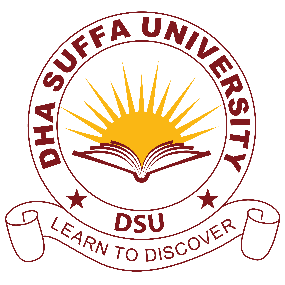 DHA SUFFA UNIVERSITY
DSU
LEARN TO DISCOVER